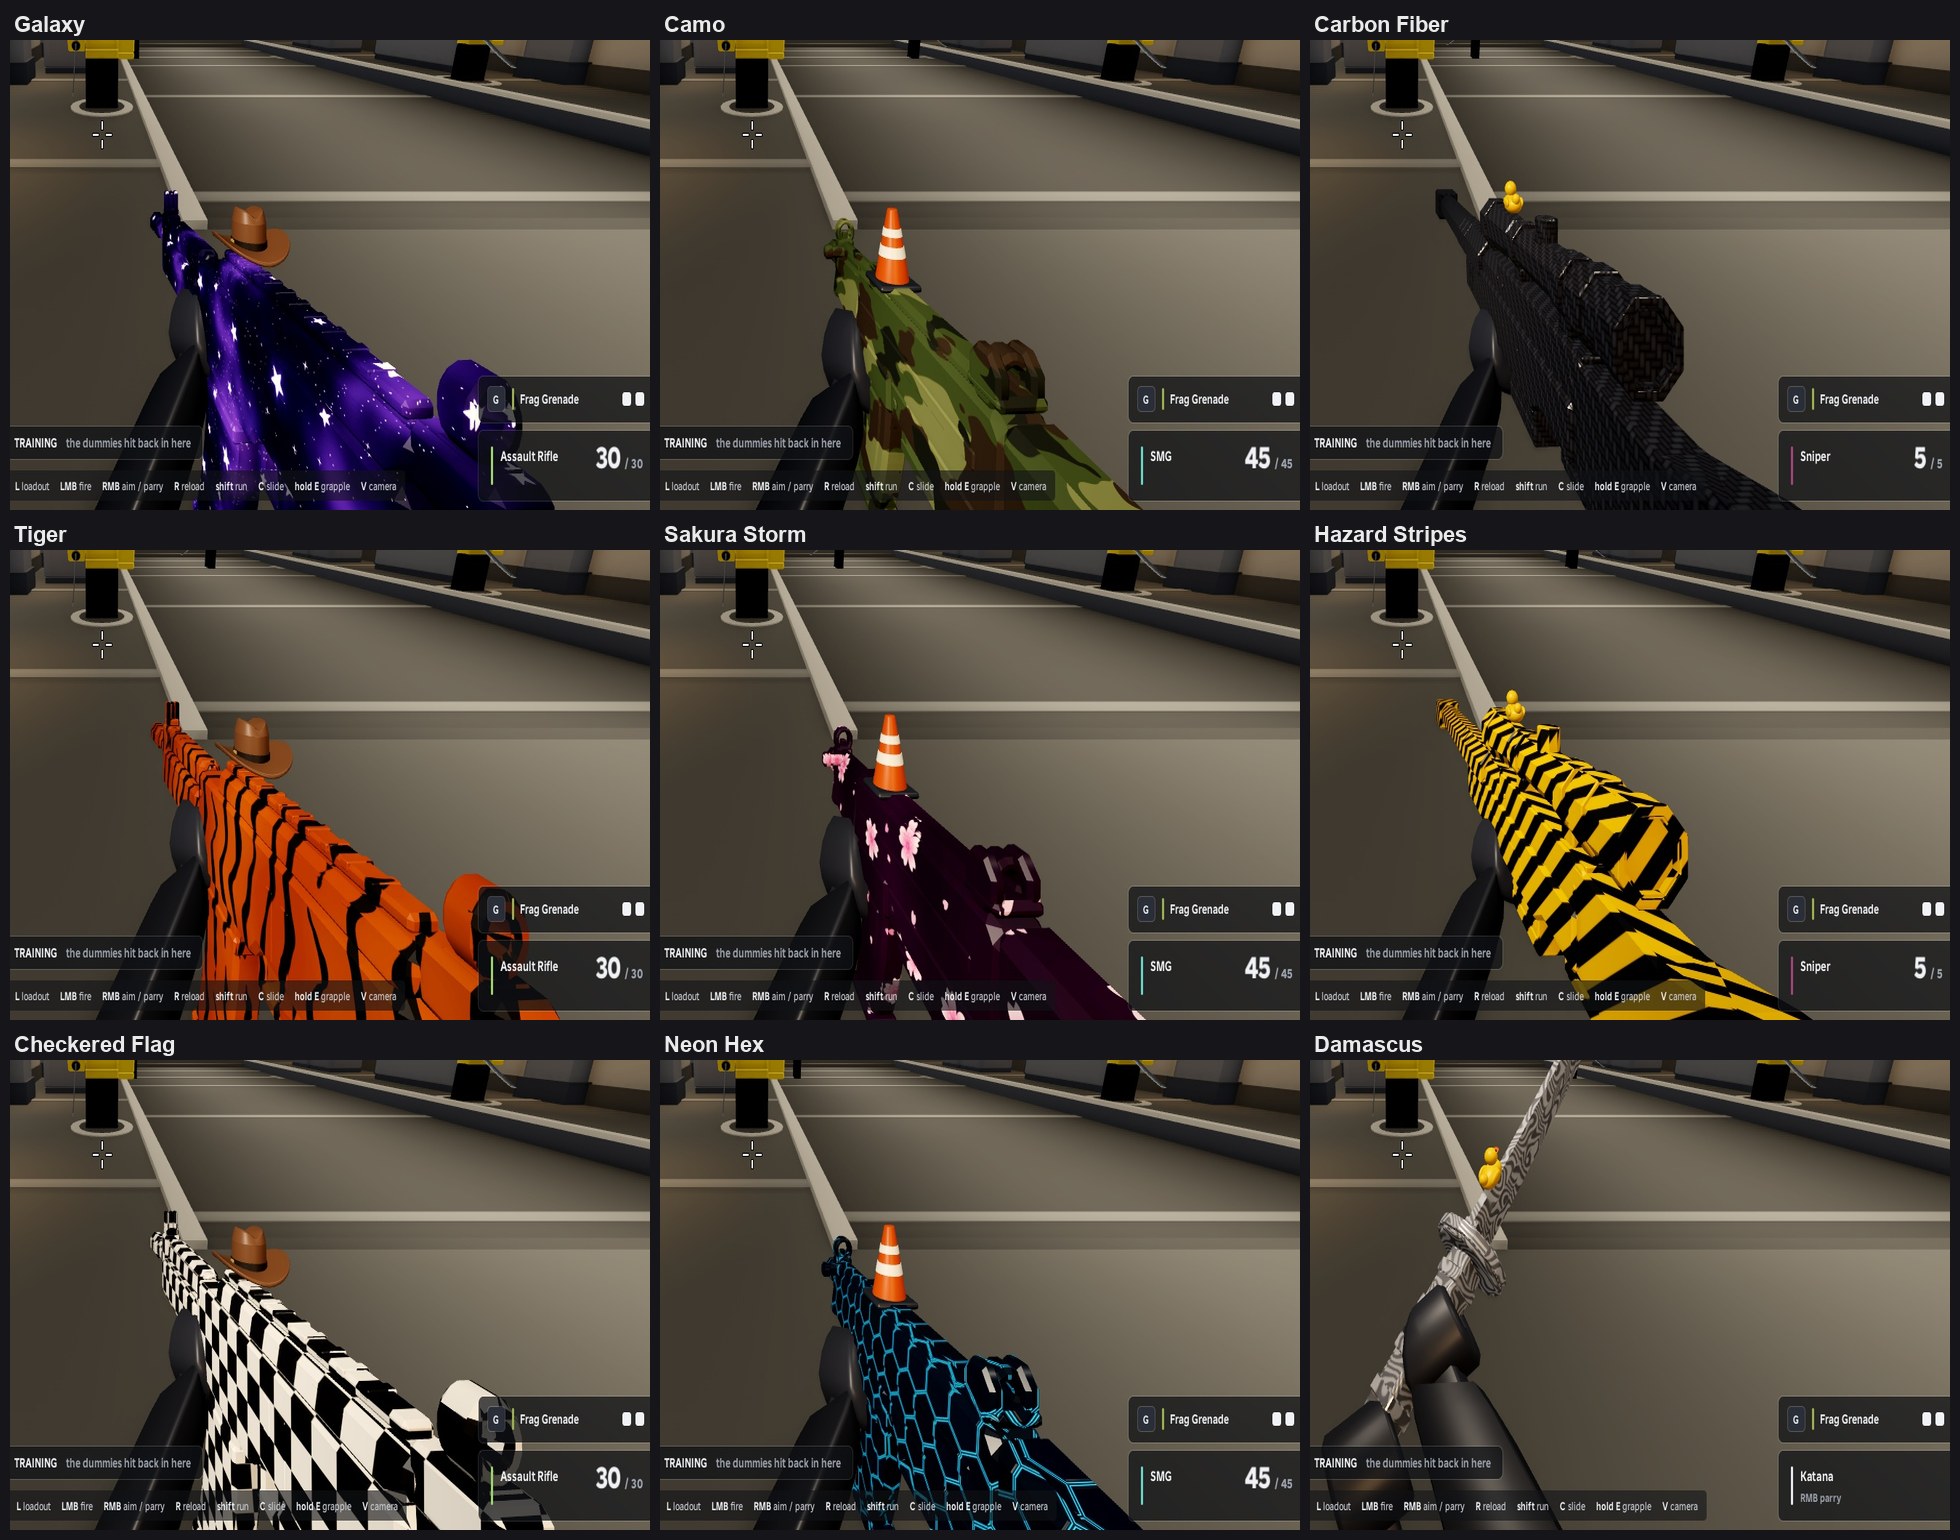 Galaxy
G Frag Grenade
TRAINING the dummies hit back in here
Assault Rifle 30 / 30
L loadout LMB fire RMB aim / parry R reload shift run C slide hold E grapple V camera
Camo
G Frag Grenade
TRAINING the dummies hit back in here
SMG 45 / 45
L loadout LMB fire RMB aim / parry R reload shift run C slide hold E grapple V camera
Carbon Fiber
G Frag Grenade
TRAINING the dummies hit back in here
Sniper 5 / 5
L loadout LMB fire RMB aim / parry R reload shift run C slide hold E grapple V camera
Tiger
G Frag Grenade
TRAINING the dummies hit back in here
Assault Rifle 30 / 30
L loadout LMB fire RMB aim / parry R reload shift run C slide hold E grapple V camera
Sakura Storm
G Frag Grenade
TRAINING the dummies hit back in here
SMG 45 / 45
L loadout LMB fire RMB aim / parry R reload shift run C slide hold E grapple V camera
Hazard Stripes
G Frag Grenade
TRAINING the dummies hit back in here
Sniper 5 / 5
L loadout LMB fire RMB aim / parry R reload shift run C slide hold E grapple V camera
Checkered Flag
G Frag Grenade
TRAINING the dummies hit back in here
Assault Rifle 30 / 30
L loadout LMB fire RMB aim / parry R reload shift run C slide hold E grapple V camera
Neon Hex
G Frag Grenade
TRAINING the dummies hit back in here
SMG 45 / 45
L loadout LMB fire RMB aim / parry R reload shift run C slide hold E grapple V camera
Damascus
G Frag Grenade
TRAINING the dummies hit back in here
Katana
RMB parry
L loadout LMB fire RMB aim / parry R reload shift run C slide hold E grapple V camera